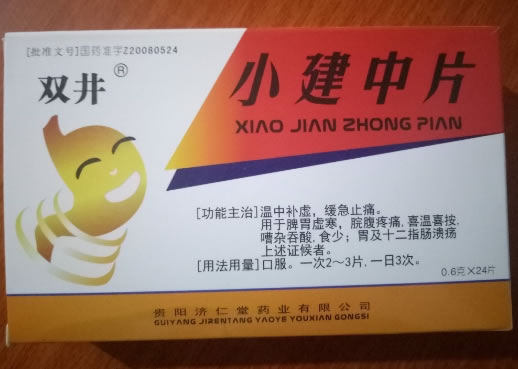 [批准文号]国药准字Z20080524
双井®
小建中片
XIAO JIAN ZHONG PIAN
[功能主治]温中补虚，缓急止痛。
用于脾胃虚寒，脘腹疼痛，喜温喜按，
嘈杂吞酸，食少；胃及十二指肠溃疡
上述证候者。
[用法用量]口服。一次2～3片，一日3次。
0.6克×24片
贵阳济仁堂药业有限公司
GUIYANG JIRENTANG YAOYE YOUXIAN GONGSI